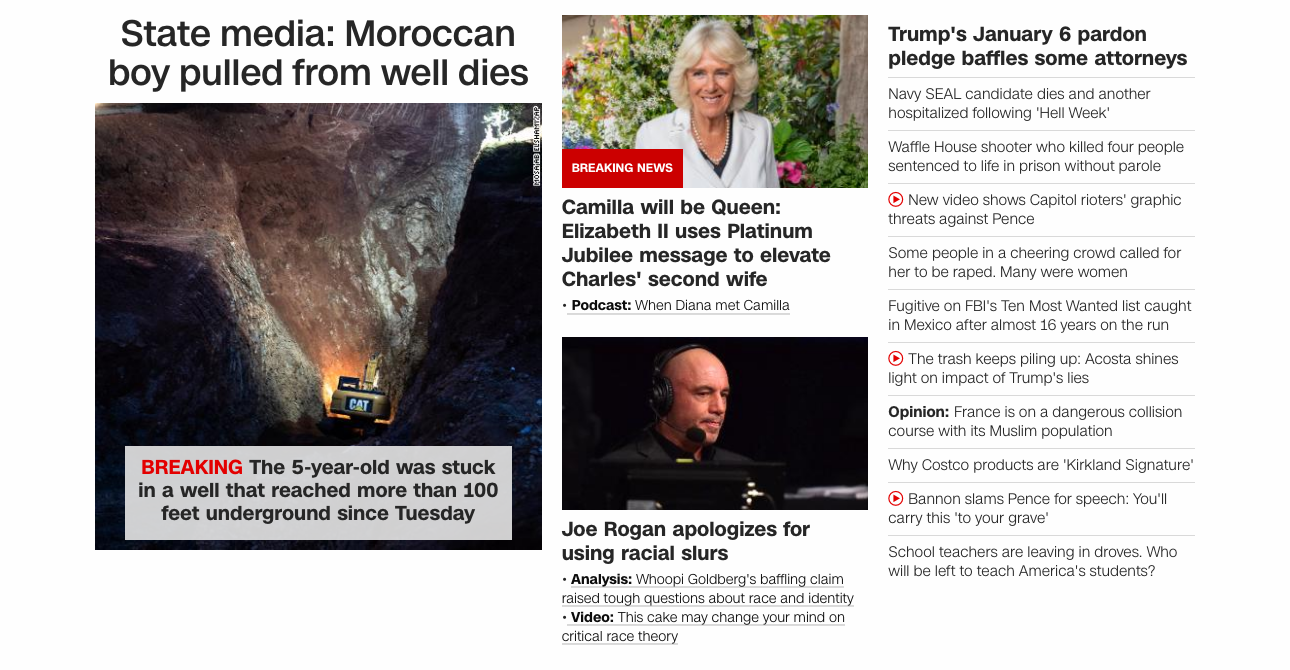 State media: Moroccan
boy pulled from well dies
CAT
BREAKING The 5-year-old was stuck
in a well that reached more than 100
feet underground since Tuesday
BREAKING NEWS
Camilla will be Queen:
Elizabeth II uses Platinum
Jubilee message to elevate
Charles' second wife
• Podcast: When Diana met Camilla
Joe Rogan apologizes for
using racial slurs
• Analysis: Whoopi Goldberg's baffling claim
raised tough questions about race and identity
• Video: This cake may change your mind on
critical race theory
Trump's January 6 pardon
pledge baffles some attorneys
Navy SEAL candidate dies and another
hospitalized following 'Hell Week'
Waffle House shooter who killed four people
sentenced to life in prison without parole
New video shows Capitol rioters' graphic
threats against Pence
Some people in a cheering crowd called for
her to be raped. Many were women
Fugitive on FBI's Ten Most Wanted list caught
in Mexico after almost 16 years on the run
The trash keeps piling up: Acosta shines
light on impact of Trump's lies
Opinion: France is on a dangerous collision
course with its Muslim population
Why Costco products are 'Kirkland Signature'
Bannon slams Pence for speech: You'll
carry this 'to your grave'
School teachers are leaving in droves. Who
will be left to teach America's students?